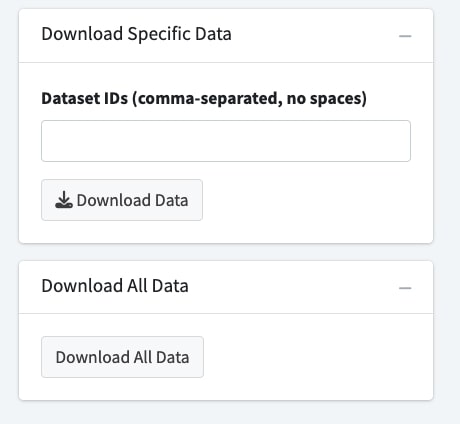 Download Specific Data
Dataset IDs (comma-separated, no spaces)
Download Data
Download All Data
Download All Data